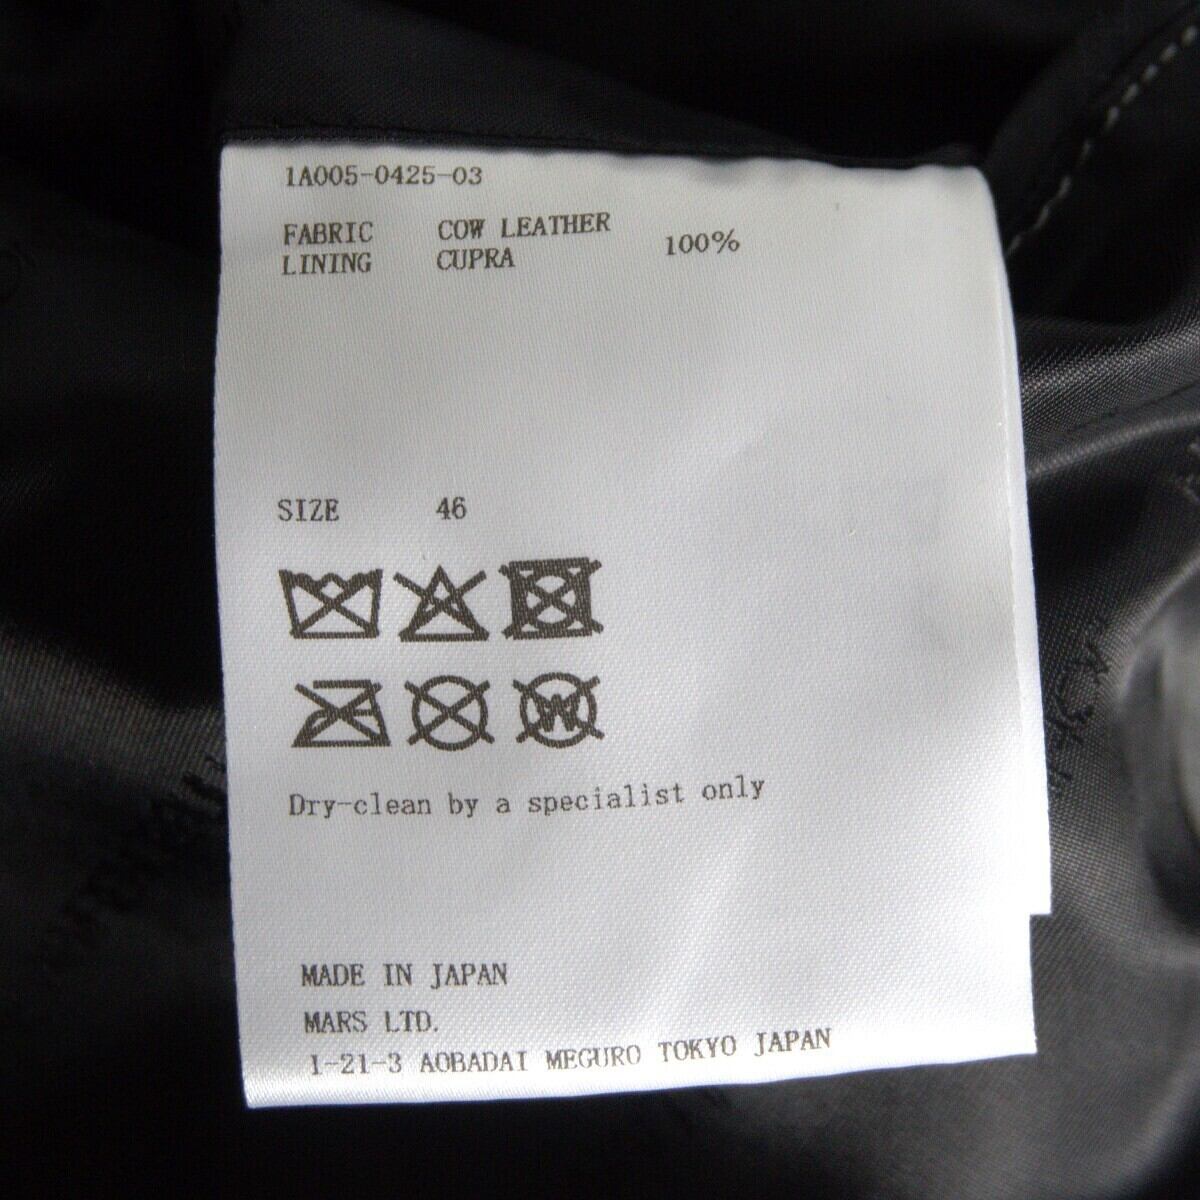 1A005-0425-03
FABRIC COW LEATHER
LINING CUPRA 100%
SIZE 46
W
Dry-clean by a specialist only
MADE IN JAPAN
MARS LTD.
1-21-3 AOBADAI MEGURO TOKYO JAPAN